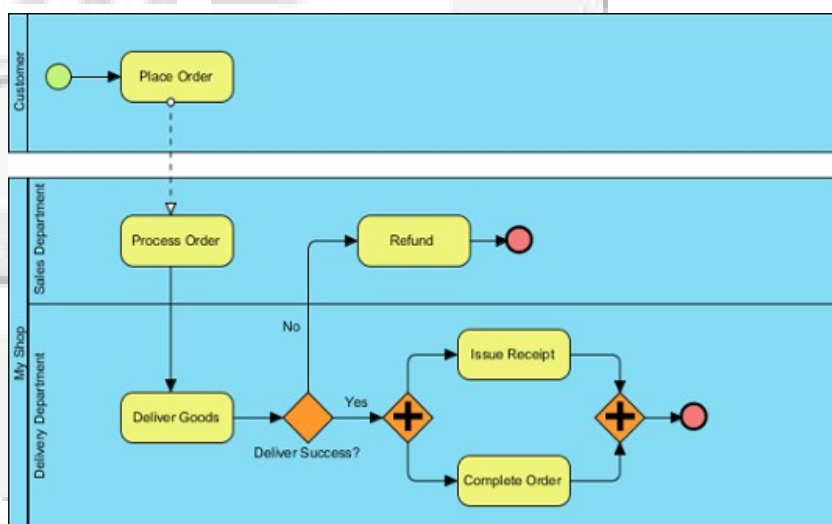 Customer
Place Order
My Shop
Sales Department
Process Order
Refund
No
Delivery Department
Deliver Goods
Deliver Success?
Yes
Issue Receipt
Complete Order